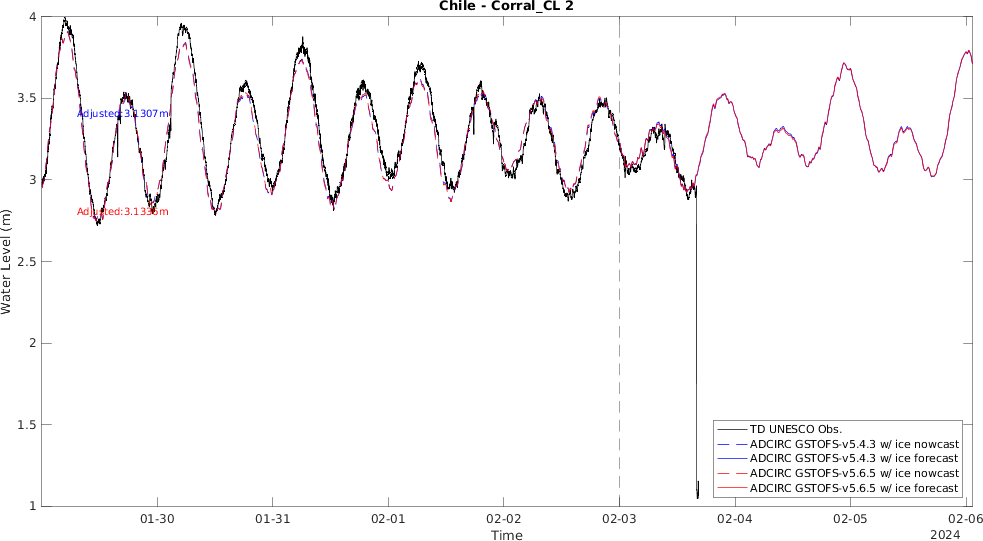 Chile - Corral_CL 2
4
3.5
3
2.5
2
1.5
1
Water Level (m)
Adjusted:3.1307m
Adjusted:3.1335m
TD UNESCO Obs.
ADCIRC GSTOFS-v5.4.3 w/ ice nowcast
ADCIRC GSTOFS-v5.4.3 w/ ice forecast
ADCIRC GSTOFS-v5.6.5 w/ ice nowcast
ADCIRC GSTOFS-v5.6.5 w/ ice forecast
01-30 01-31 02-01 02-02 02-03 02-04 02-05 02-06
Time
2024